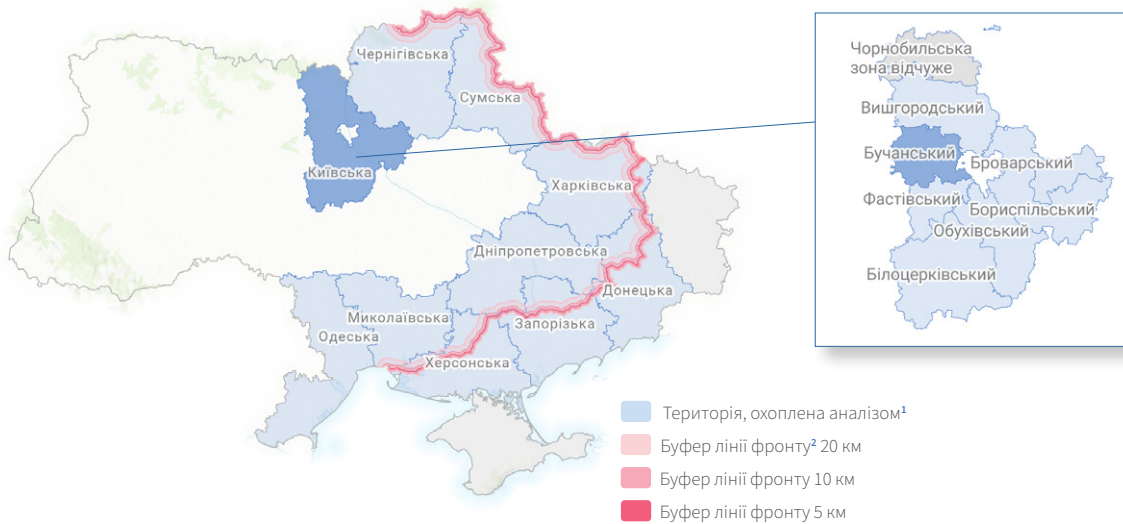 Чернігівська
Сумська
Київська
Харківська
Дніпропетровська
Донецька
Миколаївська
Запорізька
Одеська
Херсонська
Чорнобильська
зона відчуже
Вишгородський
Бучанський
Броварський
Фастівський
Бориспільський
Обухівський
Білоцерківський
Територія, охоплена аналізом¹
Буфер лінії фронту² 20 км
Буфер лінії фронту 10 км
Буфер лінії фронту 5 км